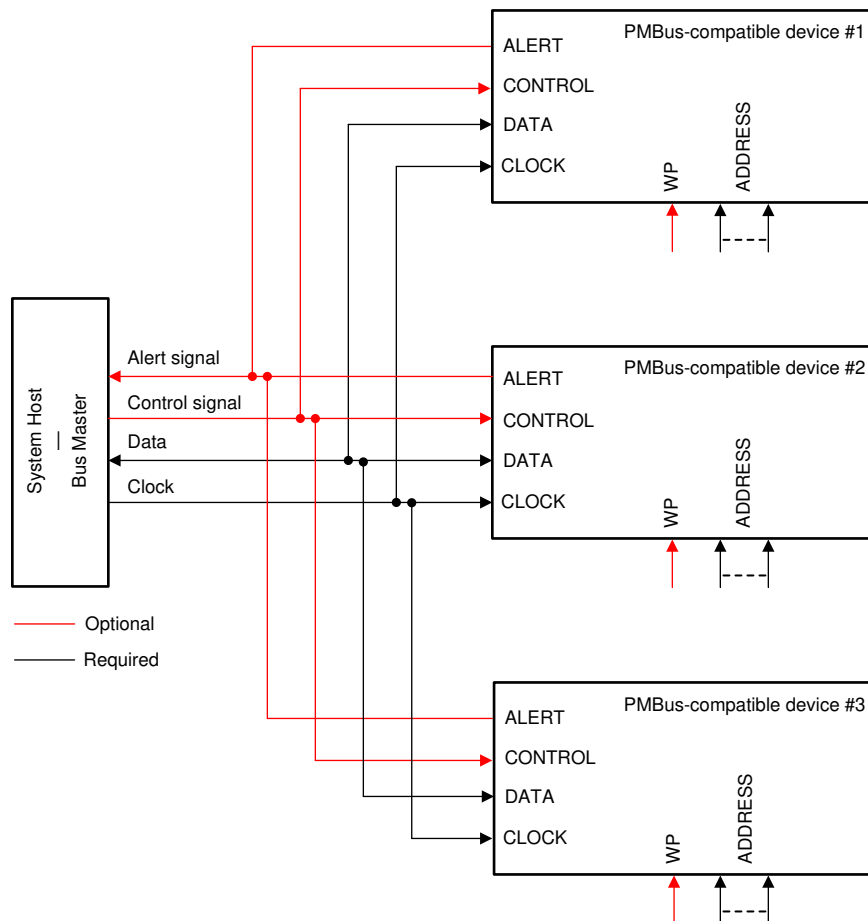 PMBus-compatible device #1
ALERT
CONTROL
DATA
CLOCK
WP
ADDRESS
System Host
—
Bus Master
Alert signal
Control signal
Data
Clock
PMBus-compatible device #2
ALERT
CONTROL
DATA
CLOCK
WP
ADDRESS
Optional
Required
PMBus-compatible device #3
ALERT
CONTROL
DATA
CLOCK
WP
ADDRESS